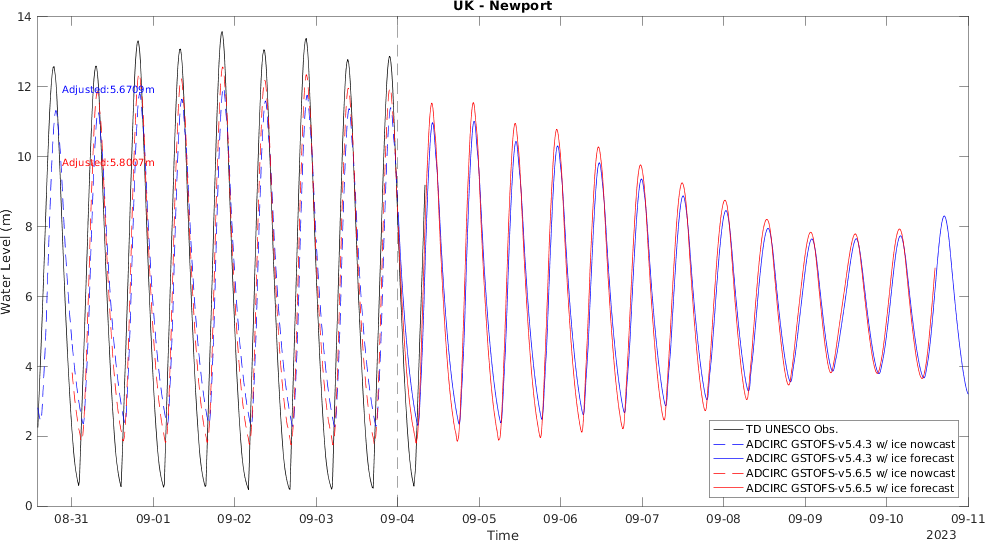 UK - Newport
Water Level (m)
14
12
10
8
6
4
2
0
Adjusted:5.6709m
Adjusted:5.8007m
TD UNESCO Obs.
ADCIRC GSTOFS-v5.4.3 w/ ice nowcast
ADCIRC GSTOFS-v5.4.3 w/ ice forecast
ADCIRC GSTOFS-v5.6.5 w/ ice nowcast
ADCIRC GSTOFS-v5.6.5 w/ ice forecast
08-31 09-01 09-02 09-03 09-04 09-05 09-06 09-07 09-08 09-09 09-10 09-11
Time
2023